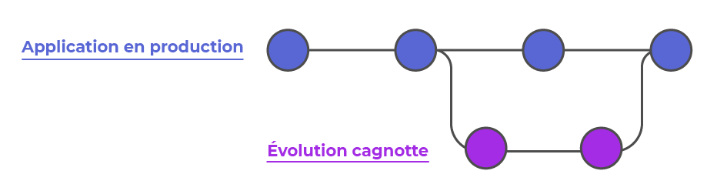 Application en production
Évolution cagnotte